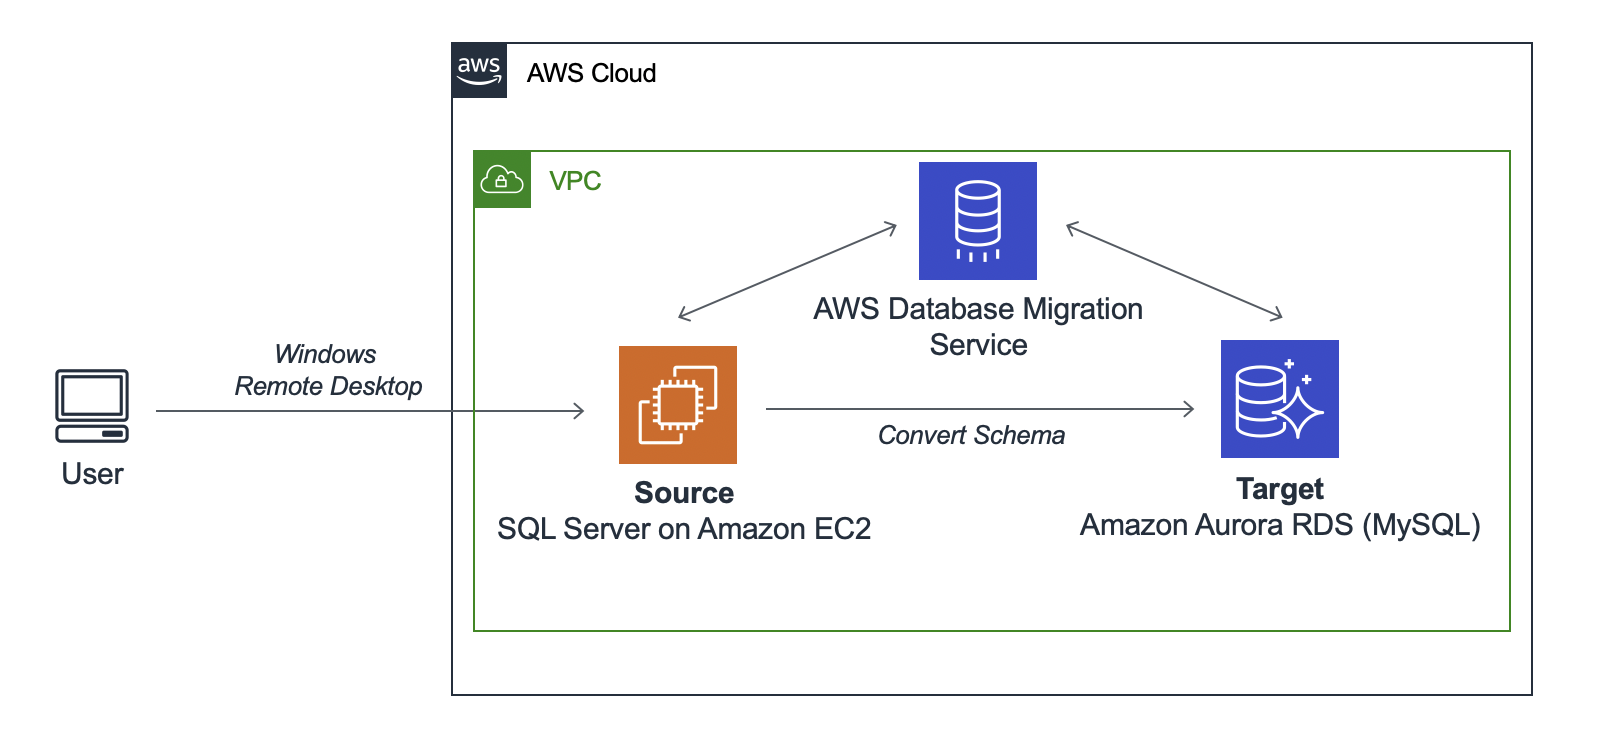 aws
AWS Cloud
VPC
AWS Database Migration
Service
Windows
Remote Desktop
User
Convert Schema
Source
SQL Server on Amazon EC2
Target
Amazon Aurora RDS (MySQL)